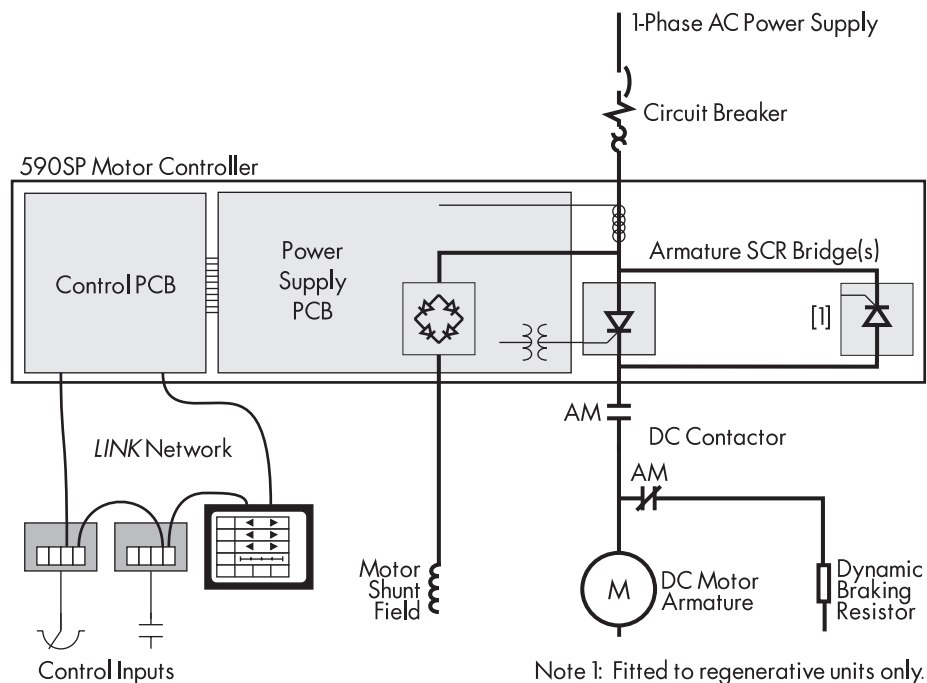 1-Phase AC Power Supply
Circuit Breaker
590SP Motor Controller
Control PCB
Power
Supply
PCB
Armature SCR Bridge(s)
[1]
AM
DC Contactor
LINK Network
AM
Motor
Shunt
Field
M
DC Motor
Armature
Dynamic
Braking
Resistor
Control Inputs
Note 1: Fitted to regenerative units only.